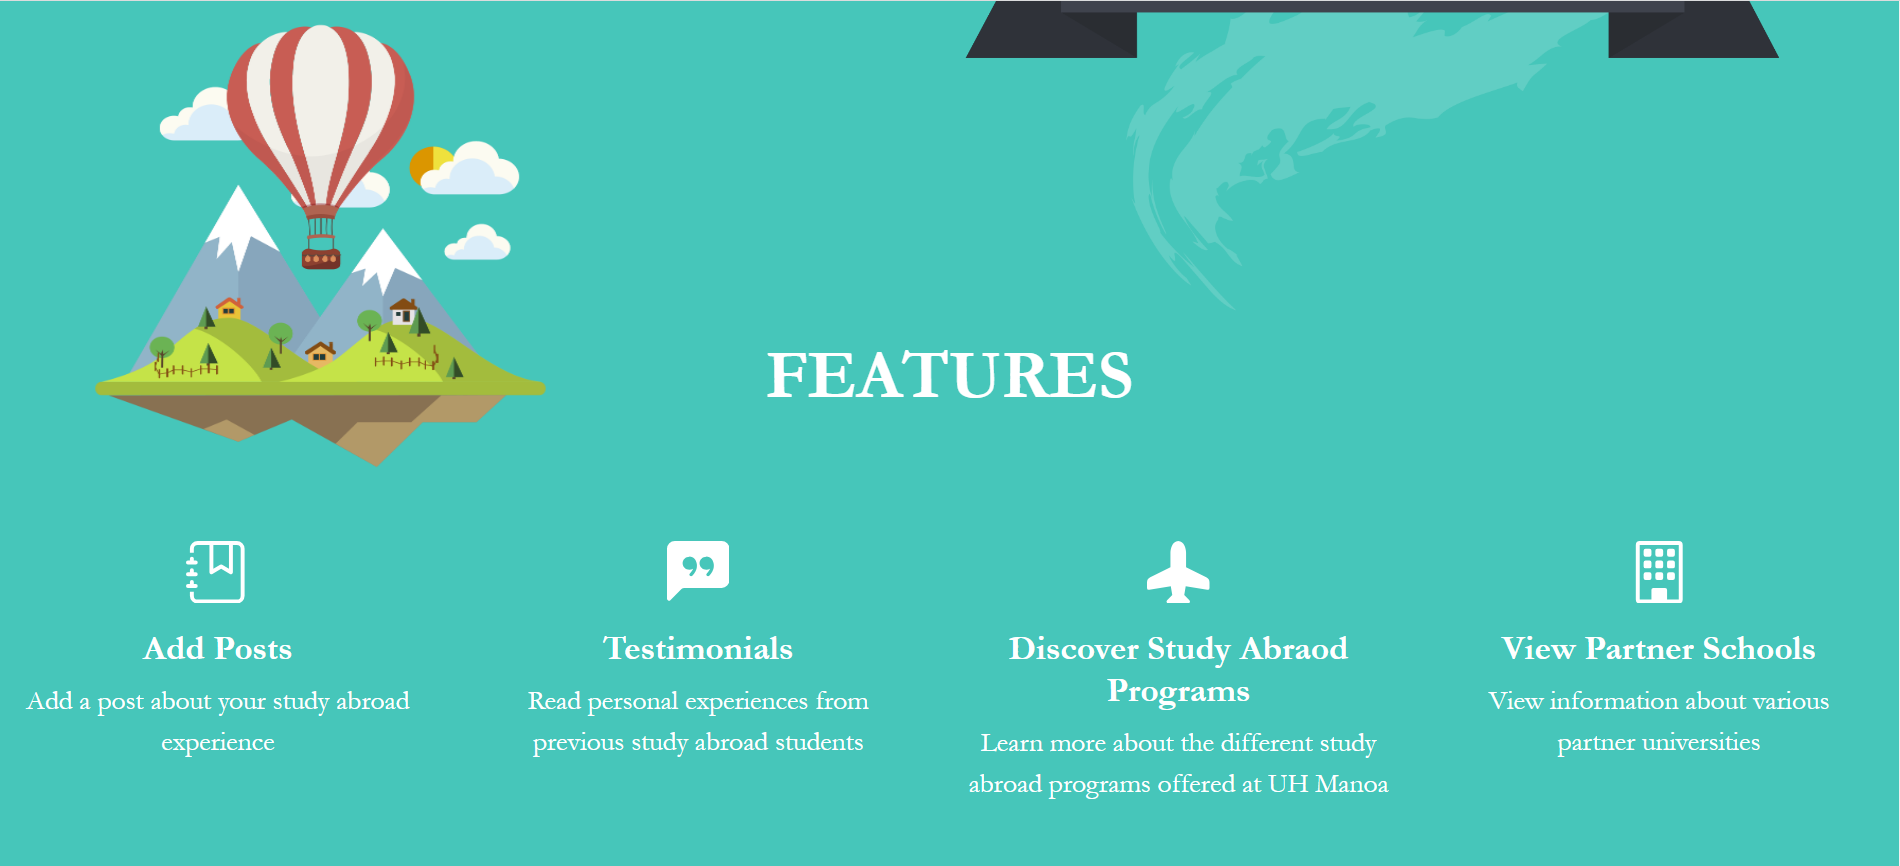 FEATURES
Add Posts
Add a post about your study abroad
experience
Testimonials
Read personal experiences from
previous study abroad students
Discover Study Abraod
Programs
Learn more about the different study
abroad programs offered at UH Manoa
View Partner Schools
View information about various
partner universities